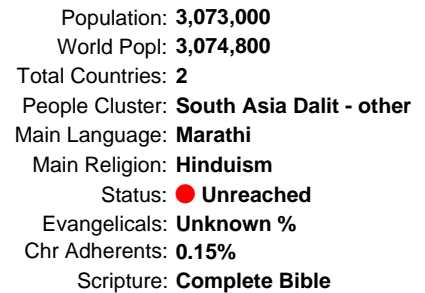 Population: 3,073,000
World Popl: 3,074,800
Total Countries: 2
People Cluster: South Asia Dalit - other
Main Language: Marathi
Main Religion: Hinduism
Status: Unreached
Evangelicals: Unknown %
Chr Adherents: 0.15%
Scripture: Complete Bible